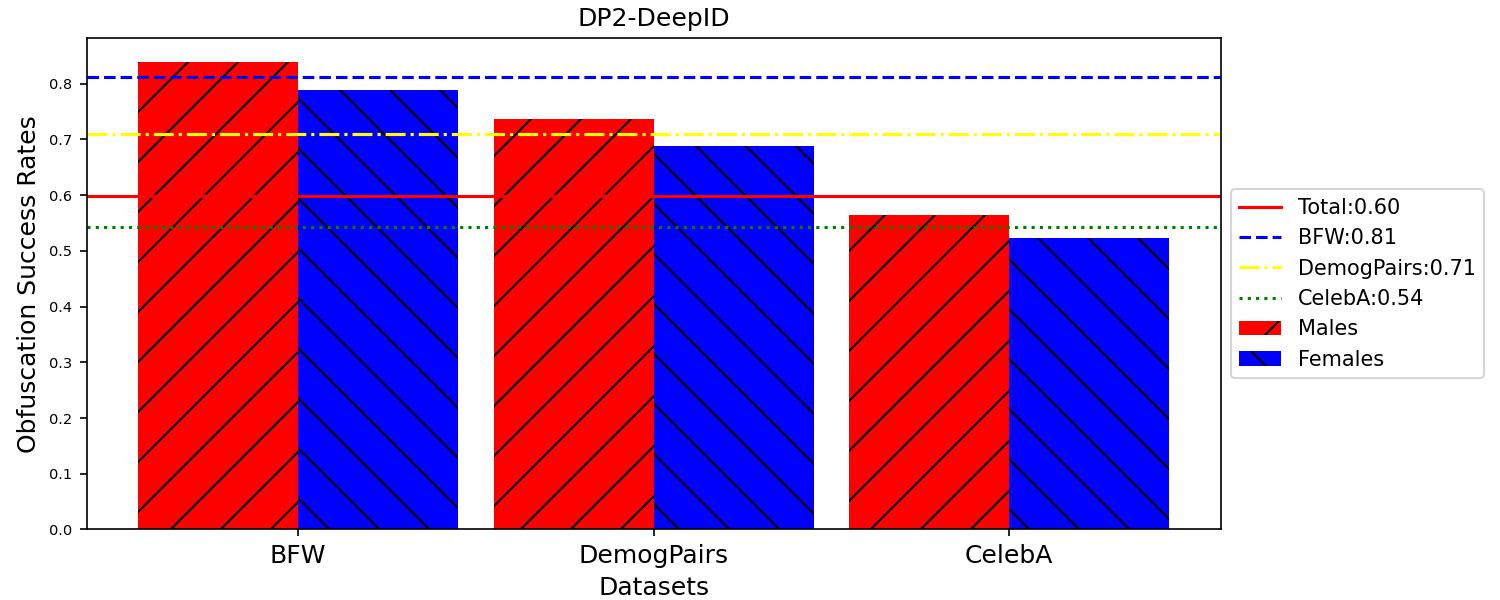 DP2-DeepID
Obfuscation Success Rates
0.8
0.7
0.6
0.5
0.4
0.3
0.2
0.1
0.0
BFW
DemogPairs
CelebA
Datasets
Total:0.60
BFW:0.81
DemogPairs:0.71
CelebA:0.54
Males
Females